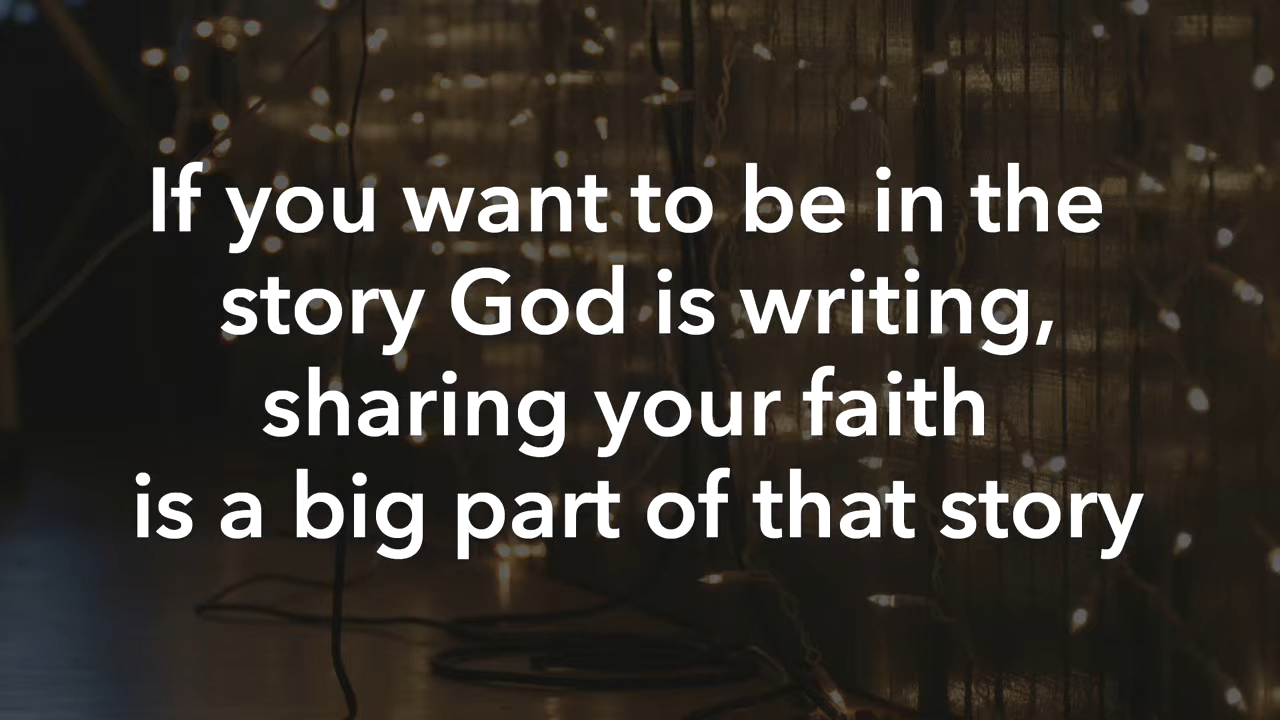 If you want to be in the
story God is writing,
sharing your faith
is a big part of that story